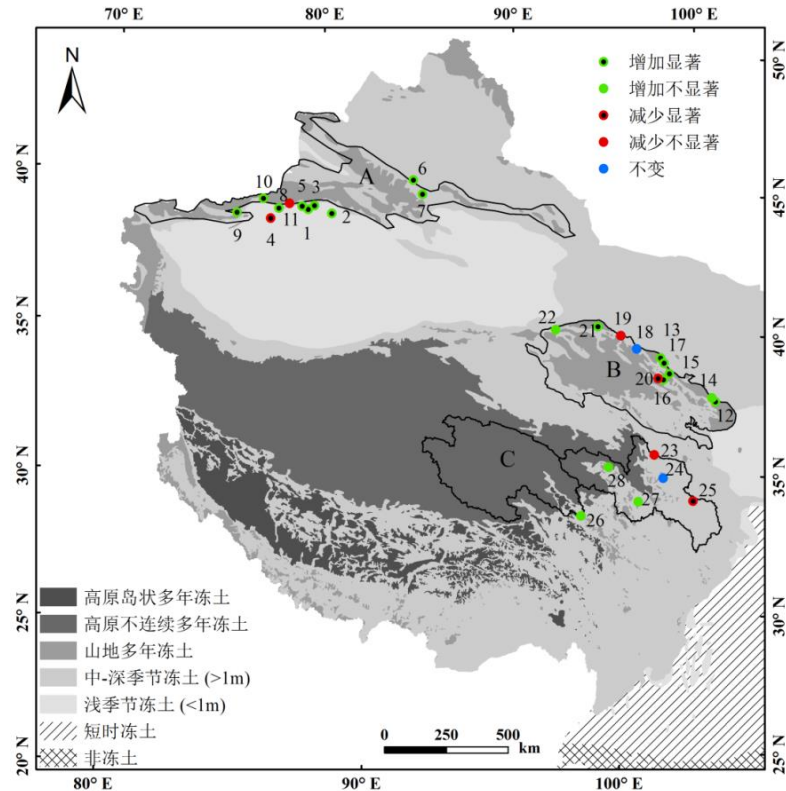 70° E 80° E 90° E 100° E
N
50° N
增加显著
增加不显著
减少显著
减少不显著
不变
40° N
45° N
6
A
10
8
5
3
7
9
4
11
1
2
35° N
40° N
22
21
19
18
13
17
15
B
20
14
16
12
30° N
35° N
C
23
24
28
25
26
27
25° N
30° N
高原岛状多年冻土
高原不连续多年冻土
山地多年冻土
中-深季节冻土 (>1m)
浅季节冻土 (<1m)
短时冻土
非冻土
0 250 500
km
20° N
25° N
80° E 90° E 100° E